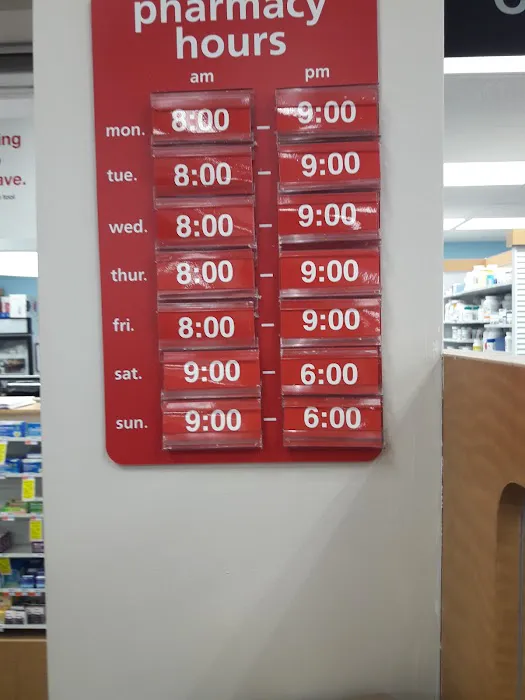 pharmacy
hours
am pm
mon. 8:00 – 9:00
tue. 8:00 – 9:00
wed. 8:00 – 9:00
thur. 8:00 – 9:00
fri. 8:00 – 9:00
sat. 9:00 – 6:00
sun. 9:00 – 6:00
ing
ave.